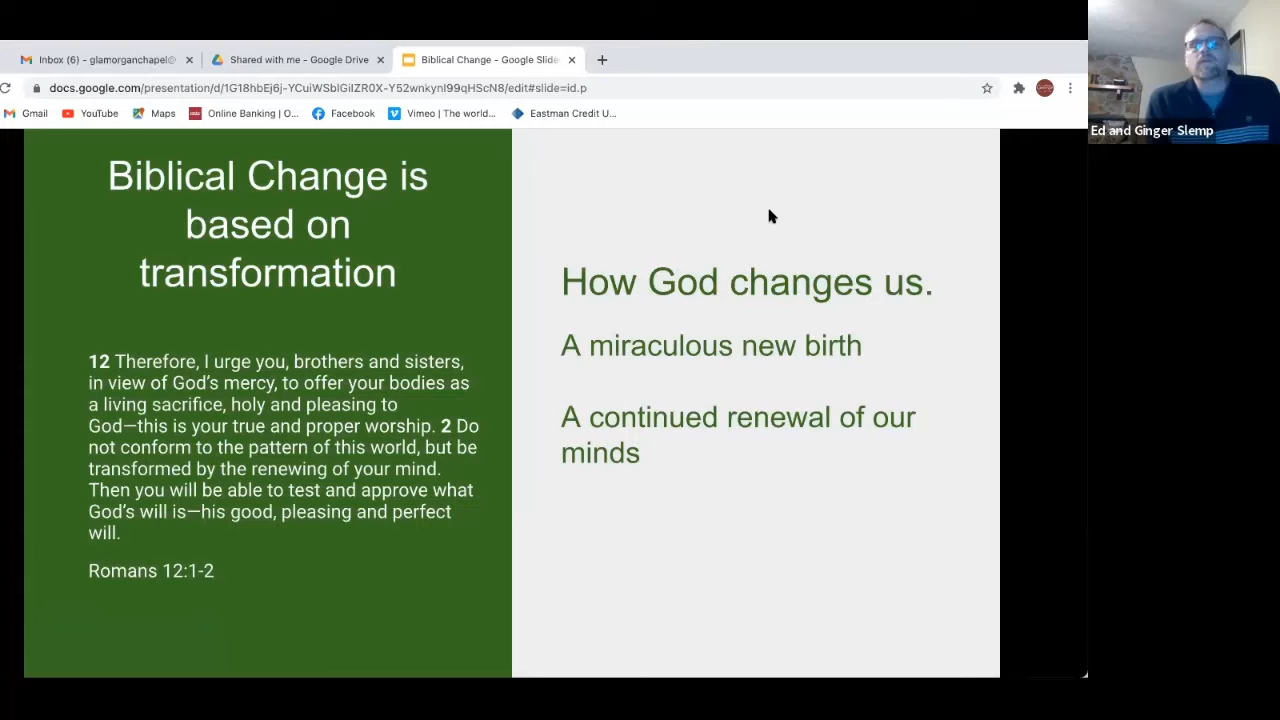 Inbox (6) - glamorganchapel@
Shared with me - Google Drive
Biblical Change - Google Slide
docs.google.com/presentation/d/1G18hbEj6j-YCuiWSblGiIZR0X-Y52wnkynI99qHScN8/edit#slide=id.p
Gmail
YouTube
Maps
Online Banking | O...
Facebook
Vimeo | The world...
Eastman Credit U...
Ed and Ginger Slemp
Biblical Change is
based on
transformation
12 Therefore, I urge you, brothers and sisters,
in view of God's mercy, to offer your bodies as
a living sacrifice, holy and pleasing to
God—this is your true and proper worship. 2 Do
not conform to the pattern of this world, but be
transformed by the renewing of your mind.
Then you will be able to test and approve what
God's will is—his good, pleasing and perfect
will.
Romans 12:1-2
How God changes us.
A miraculous new birth
A continued renewal of our
minds